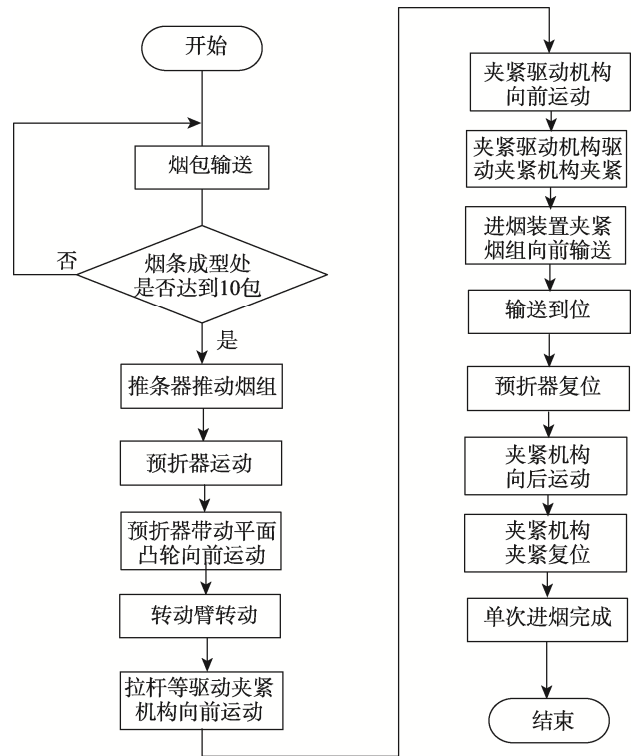 开始
烟包输送
烟条成型处
是否达到10包
否
是
推条器推动烟组
预折器运动
预折器带动平面
凸轮向前运动
转动臂转动
拉杆等驱动夹紧
机构向前运动
夹紧驱动机构
向前运动
夹紧驱动机构驱
动夹紧机构夹紧
进烟装置夹紧
烟组向前输送
输送到位
预折器复位
夹紧机构
向后运动
夹紧机构
夹紧复位
单次进烟完成
结束